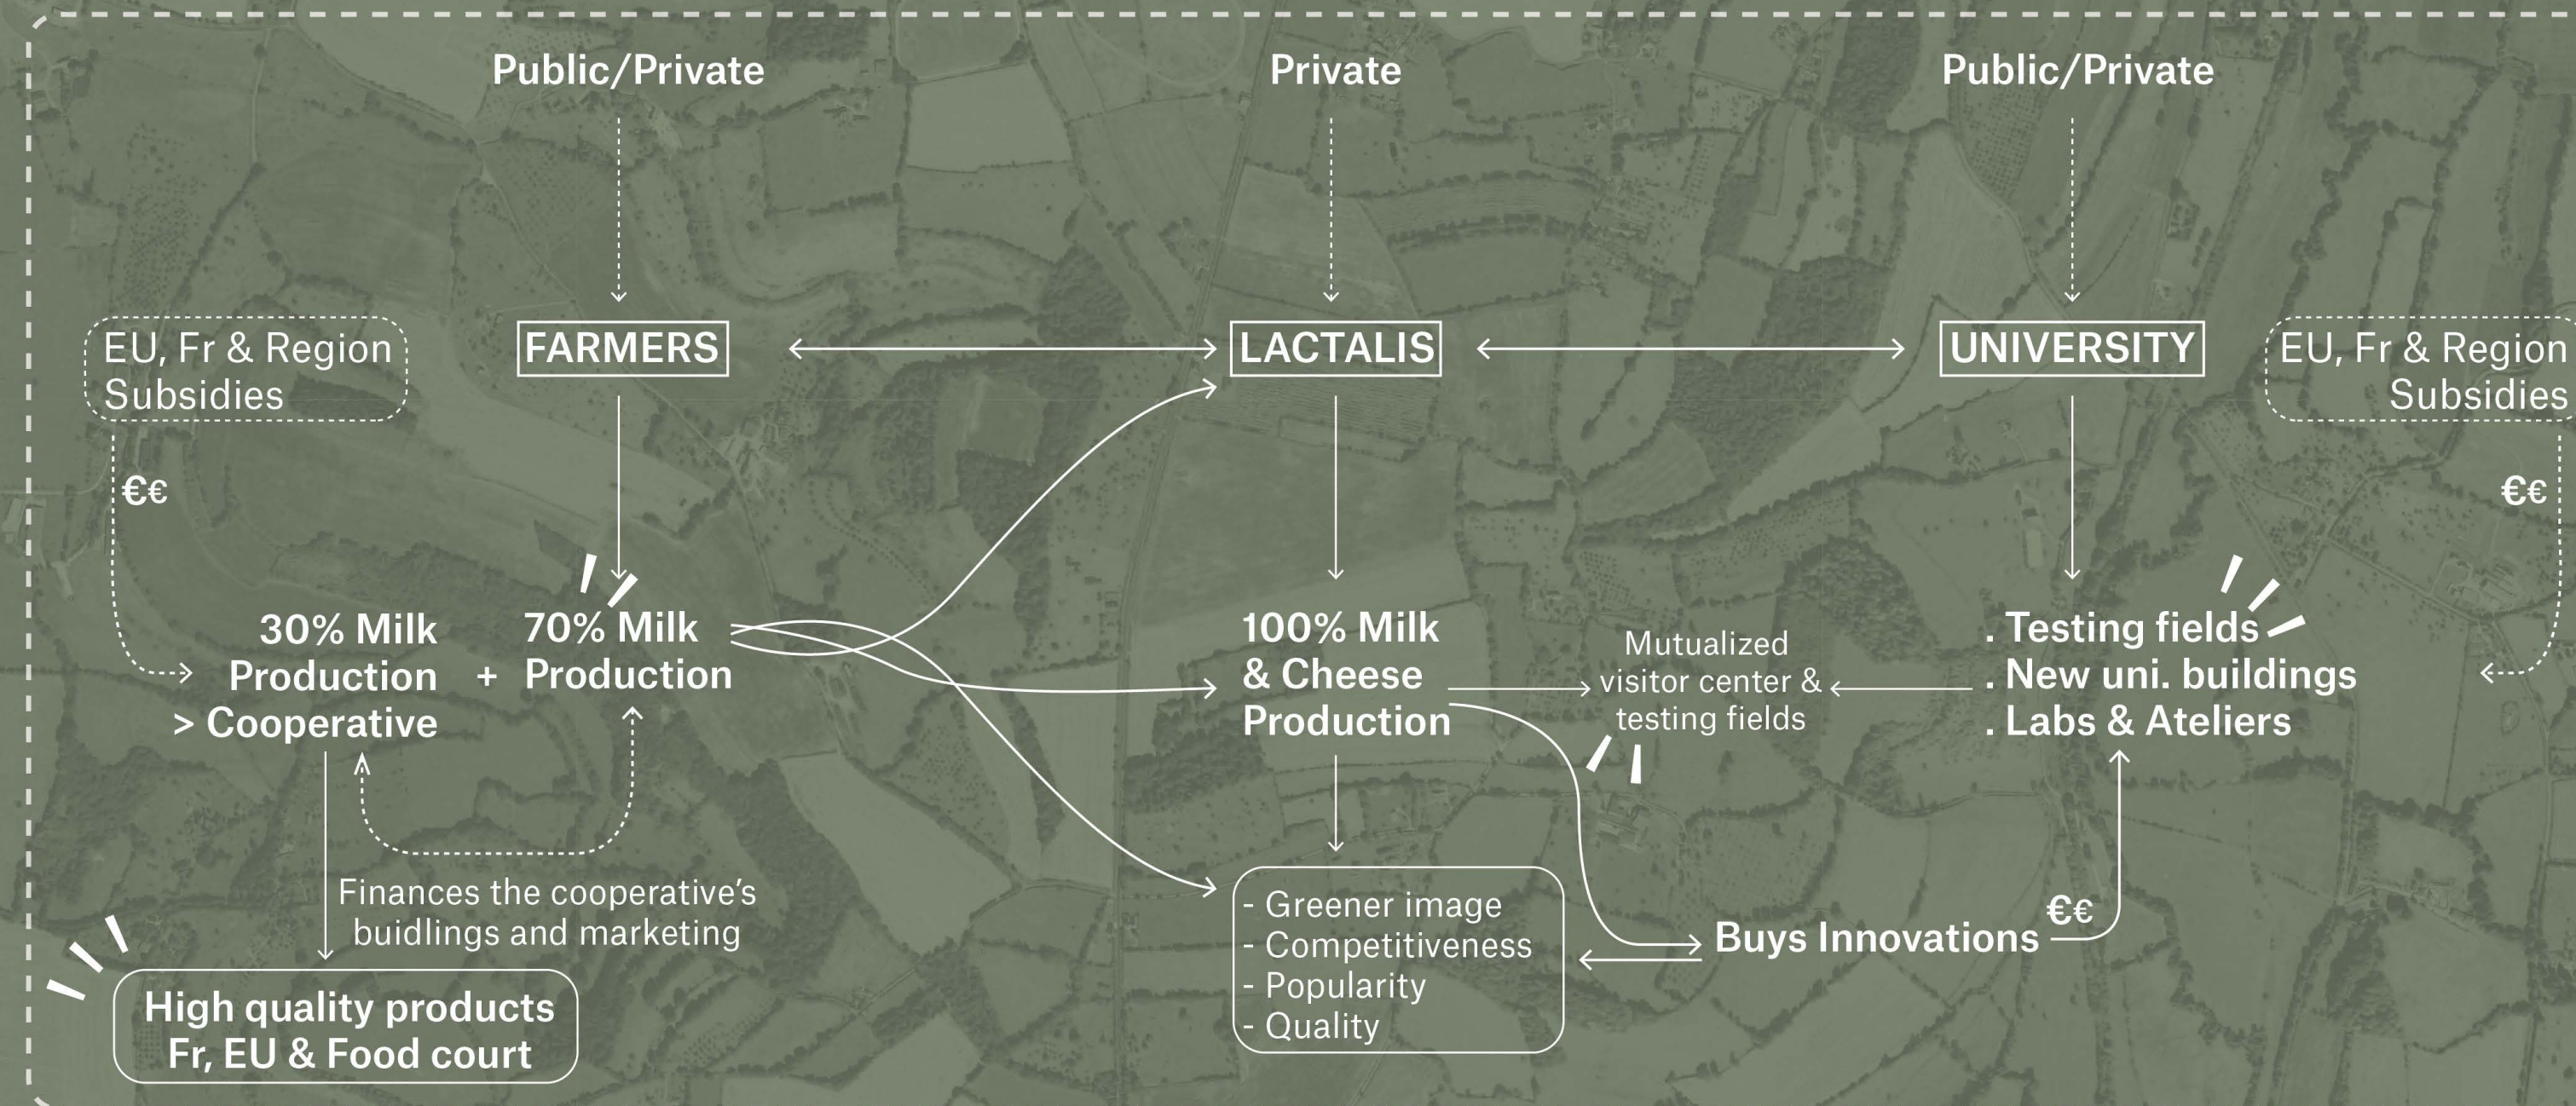 Public/Private
Private
Public/Private
EU, Fr & Region
Subsidies
FARMERS
LACTALIS
UNIVERSITY
EU, Fr & Region
Subsidies
€€
€€
30% Milk
Production
> Cooperative
+
70% Milk
Production
100% Milk
& Cheese
Production
Mutualized
visitor center &
testing fields
. Testing fields
. New uni. buildings
. Labs & Ateliers
Finances the cooperative's
buidlings and marketing
- Greener image
- Competitiveness
- Popularity
- Quality
Buys Innovations
€€
High quality products
Fr, EU & Food court